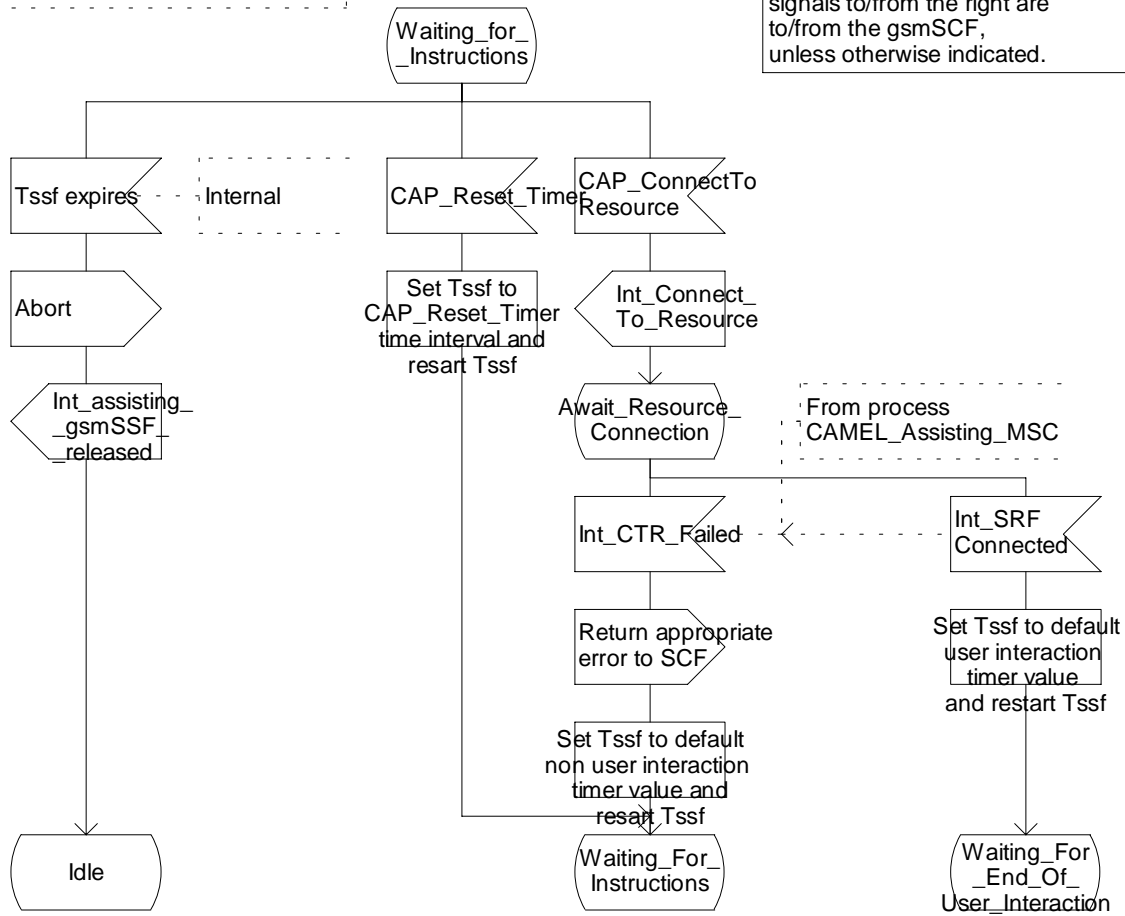 signals to/from the right are
to/from the gsmSCF,
unless otherwise indicated.
Waiting_for_
_Instructions
Tssf expires
Internal
CAP_Reset_Timer
CAP_ConnectTo
Resource
Abort
Set Tssf to
CAP_Reset_Timer
time interval and
resart Tssf
Int_Connect_
To_Resource
Int_assisting_
_gsmSSF_
_released
Await_Resource_
Connection
From process
CAMEL_Assisting_MSC
Int_CTR_Failed
Int_SRF
Connected
Return appropriate
error to SCF
Set Tssf to default
user interaction
timer value
and restart Tssf
Set Tssf to default
non user interaction
timer value and
resart Tssf
Idle
Waiting_For_
Instructions
Waiting_For
_End_Of_
User_Interaction